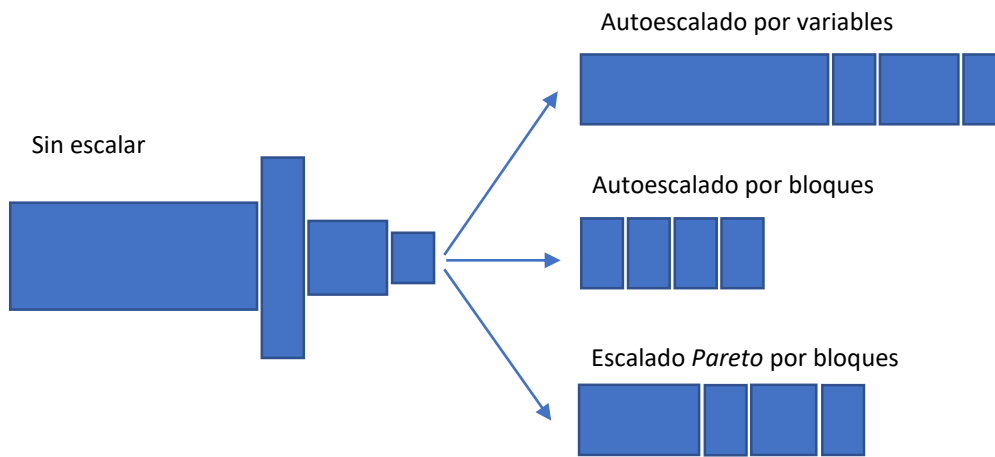 Autoescalado por variables
Sin escalar
Autoescalado por bloques
Escalado Pareto por bloques